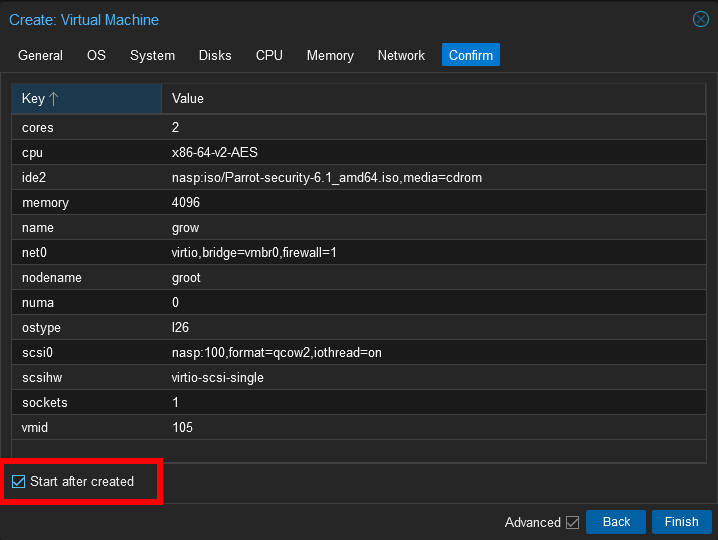 Create: Virtual Machine
General OS System Disks CPU Memory Network Confirm
Key Value
cores 2
cpu x86-64-v2-AES
ide2 nasp:iso/Parrot-security-6.1_amd64.iso,media=cdrom
memory 4096
name grow
net0 virtio,bridge=vmbr0,firewall=1
nodename groot
numa 0
ostype l26
scsi0 nasp:100,format=qcow2,iothread=on
scsihw virtio-scsi-single
sockets 1
vmid 105
Start after created
Advanced Back Finish